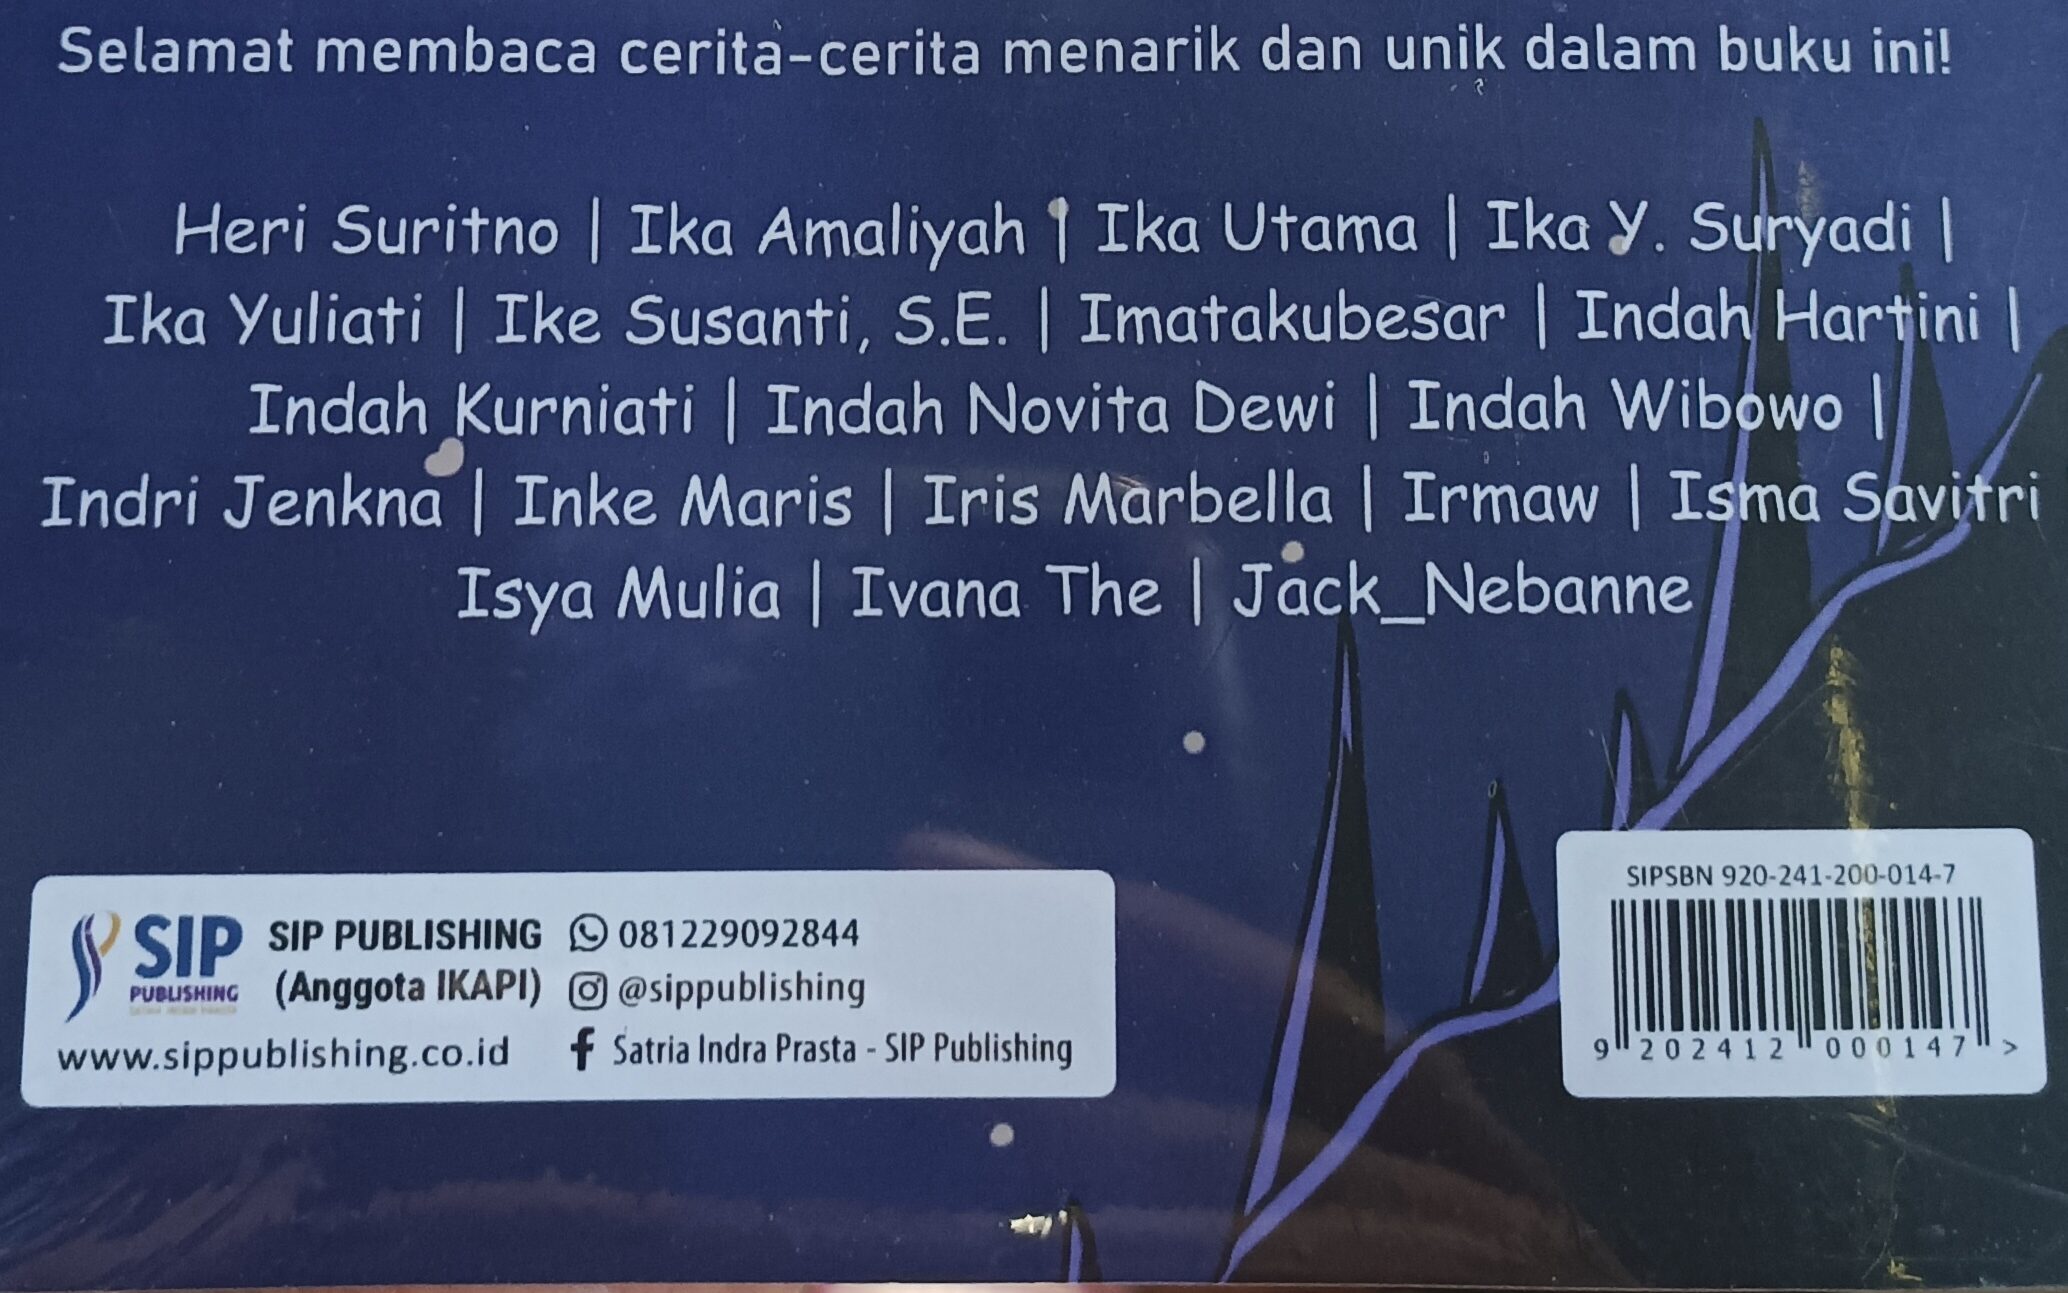 Selamat membaca cerita-cerita menarik dan unik dalam buku ini!
Heri Suritno | Ika Amaliyah | Ika Utama | Ika Y. Suryadi |
Ika Yuliati | Ike Susanti, S.E. | Imatakubesar | Indah Hartini |
Indah Kurniati | Indah Novita Dewi | Indah Wibowo |
Indri Jenkna | Inke Maris | Iris Marbella | Irmaw | Isma Savitri
Isya Mulia | Ivana The | Jack_Nebanne
SIP
PUBLISHING
SIP PUBLISHING
(Anggota IKAPI)
www.sippublishing.co.id
081229092844
@sippublishing
Satria Indra Prasta - SIP Publishing
SIPSBN 920-241-200-014-7
9 202412 000147 >